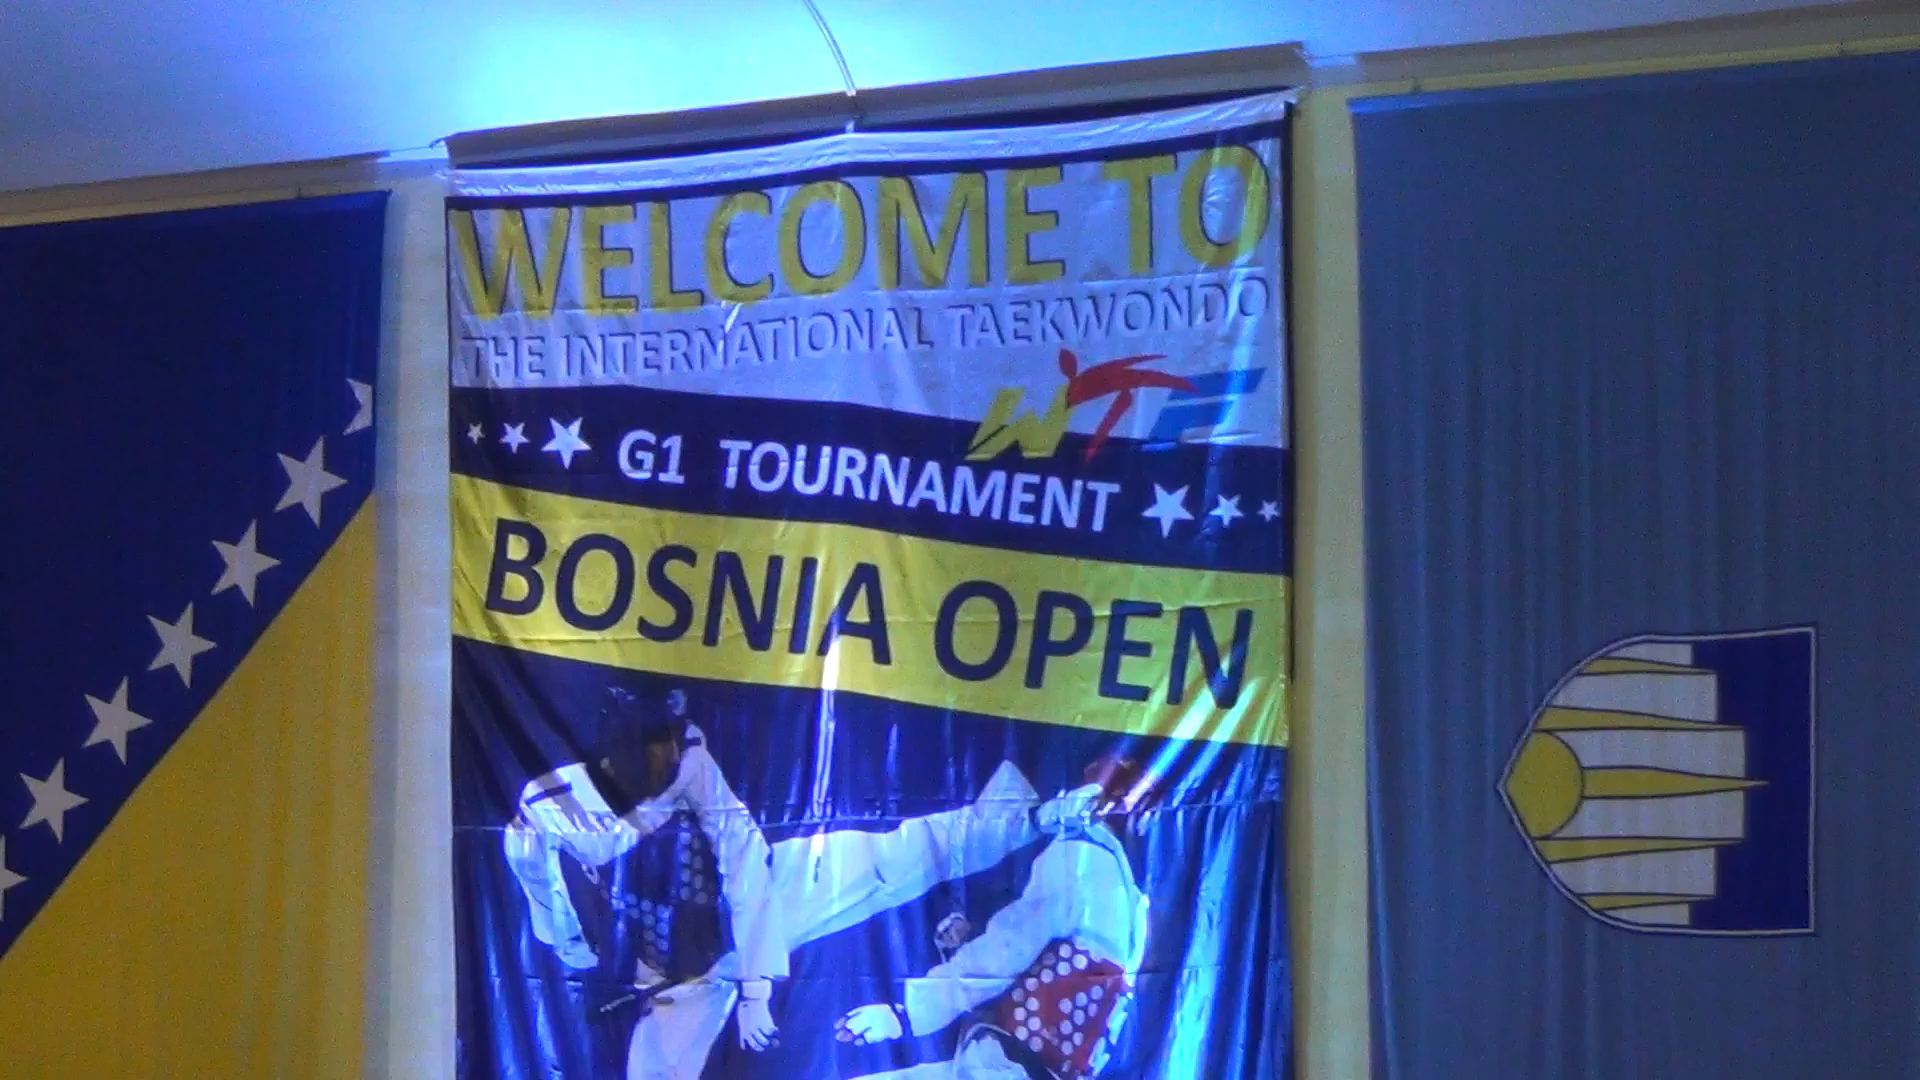 WELCOME TO
THE INTERNATIONAL TAEKWONDO
WTF
G1 TOURNAMENT
BOSNIA OPEN